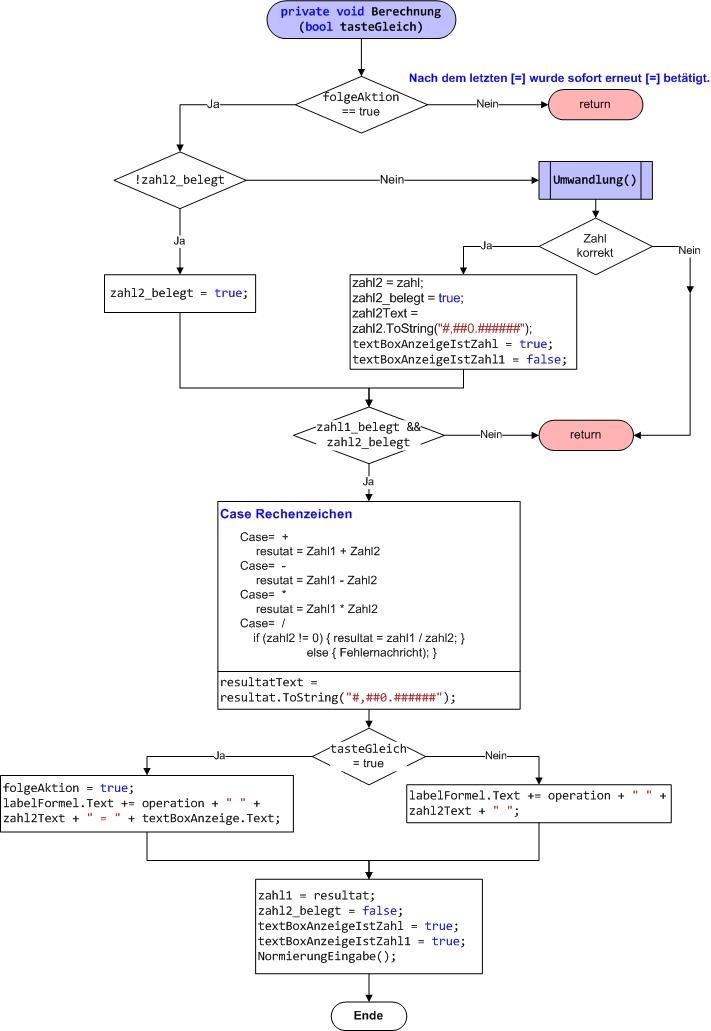 private void Berechnung
(bool tasteGleich)
Nach dem letzten [=] wurde sofort erneut [=] betätigt.
folgeAktion
== true
Ja
Nein
return
!zahl2_belegt
Nein
Umwandlung()
Ja
Zahl
korrekt
Ja
Nein
zahl2_belegt = true;
zahl2 = zahl;
zahl2_belegt = true;
zahl2Text =
zahl2.ToString("#,##0.######");
textBoxAnzeigeIstZahl = true;
textBoxAnzeigeIstZahl1 = false;
zahl1_belegt &&
zahl2_belegt
Nein
return
Ja
Case Rechenzeichen
Case= +
resutat = Zahl1 + Zahl2
Case= -
resutat = Zahl1 - Zahl2
Case= *
resutat = Zahl1 * Zahl2
Case= /
if (zahl2 != 0) { resultat = zahl1 / zahl2; }
else { Fehlernachricht); }
resultatText =
resultat.ToString("#,##0.######");
tasteGleich
= true
Ja
Nein
folgeAktion = true;
labelFormel.Text += operation + " " +
zahl2Text + " = " + textBoxAnzeige.Text;
labelFormel.Text += operation + " " +
zahl2Text + " ";
zahl1 = resultat;
zahl2_belegt = false;
textBoxAnzeigeIstZahl = true;
textBoxAnzeigeIstZahl1 = true;
NormierungEingabe();
Ende